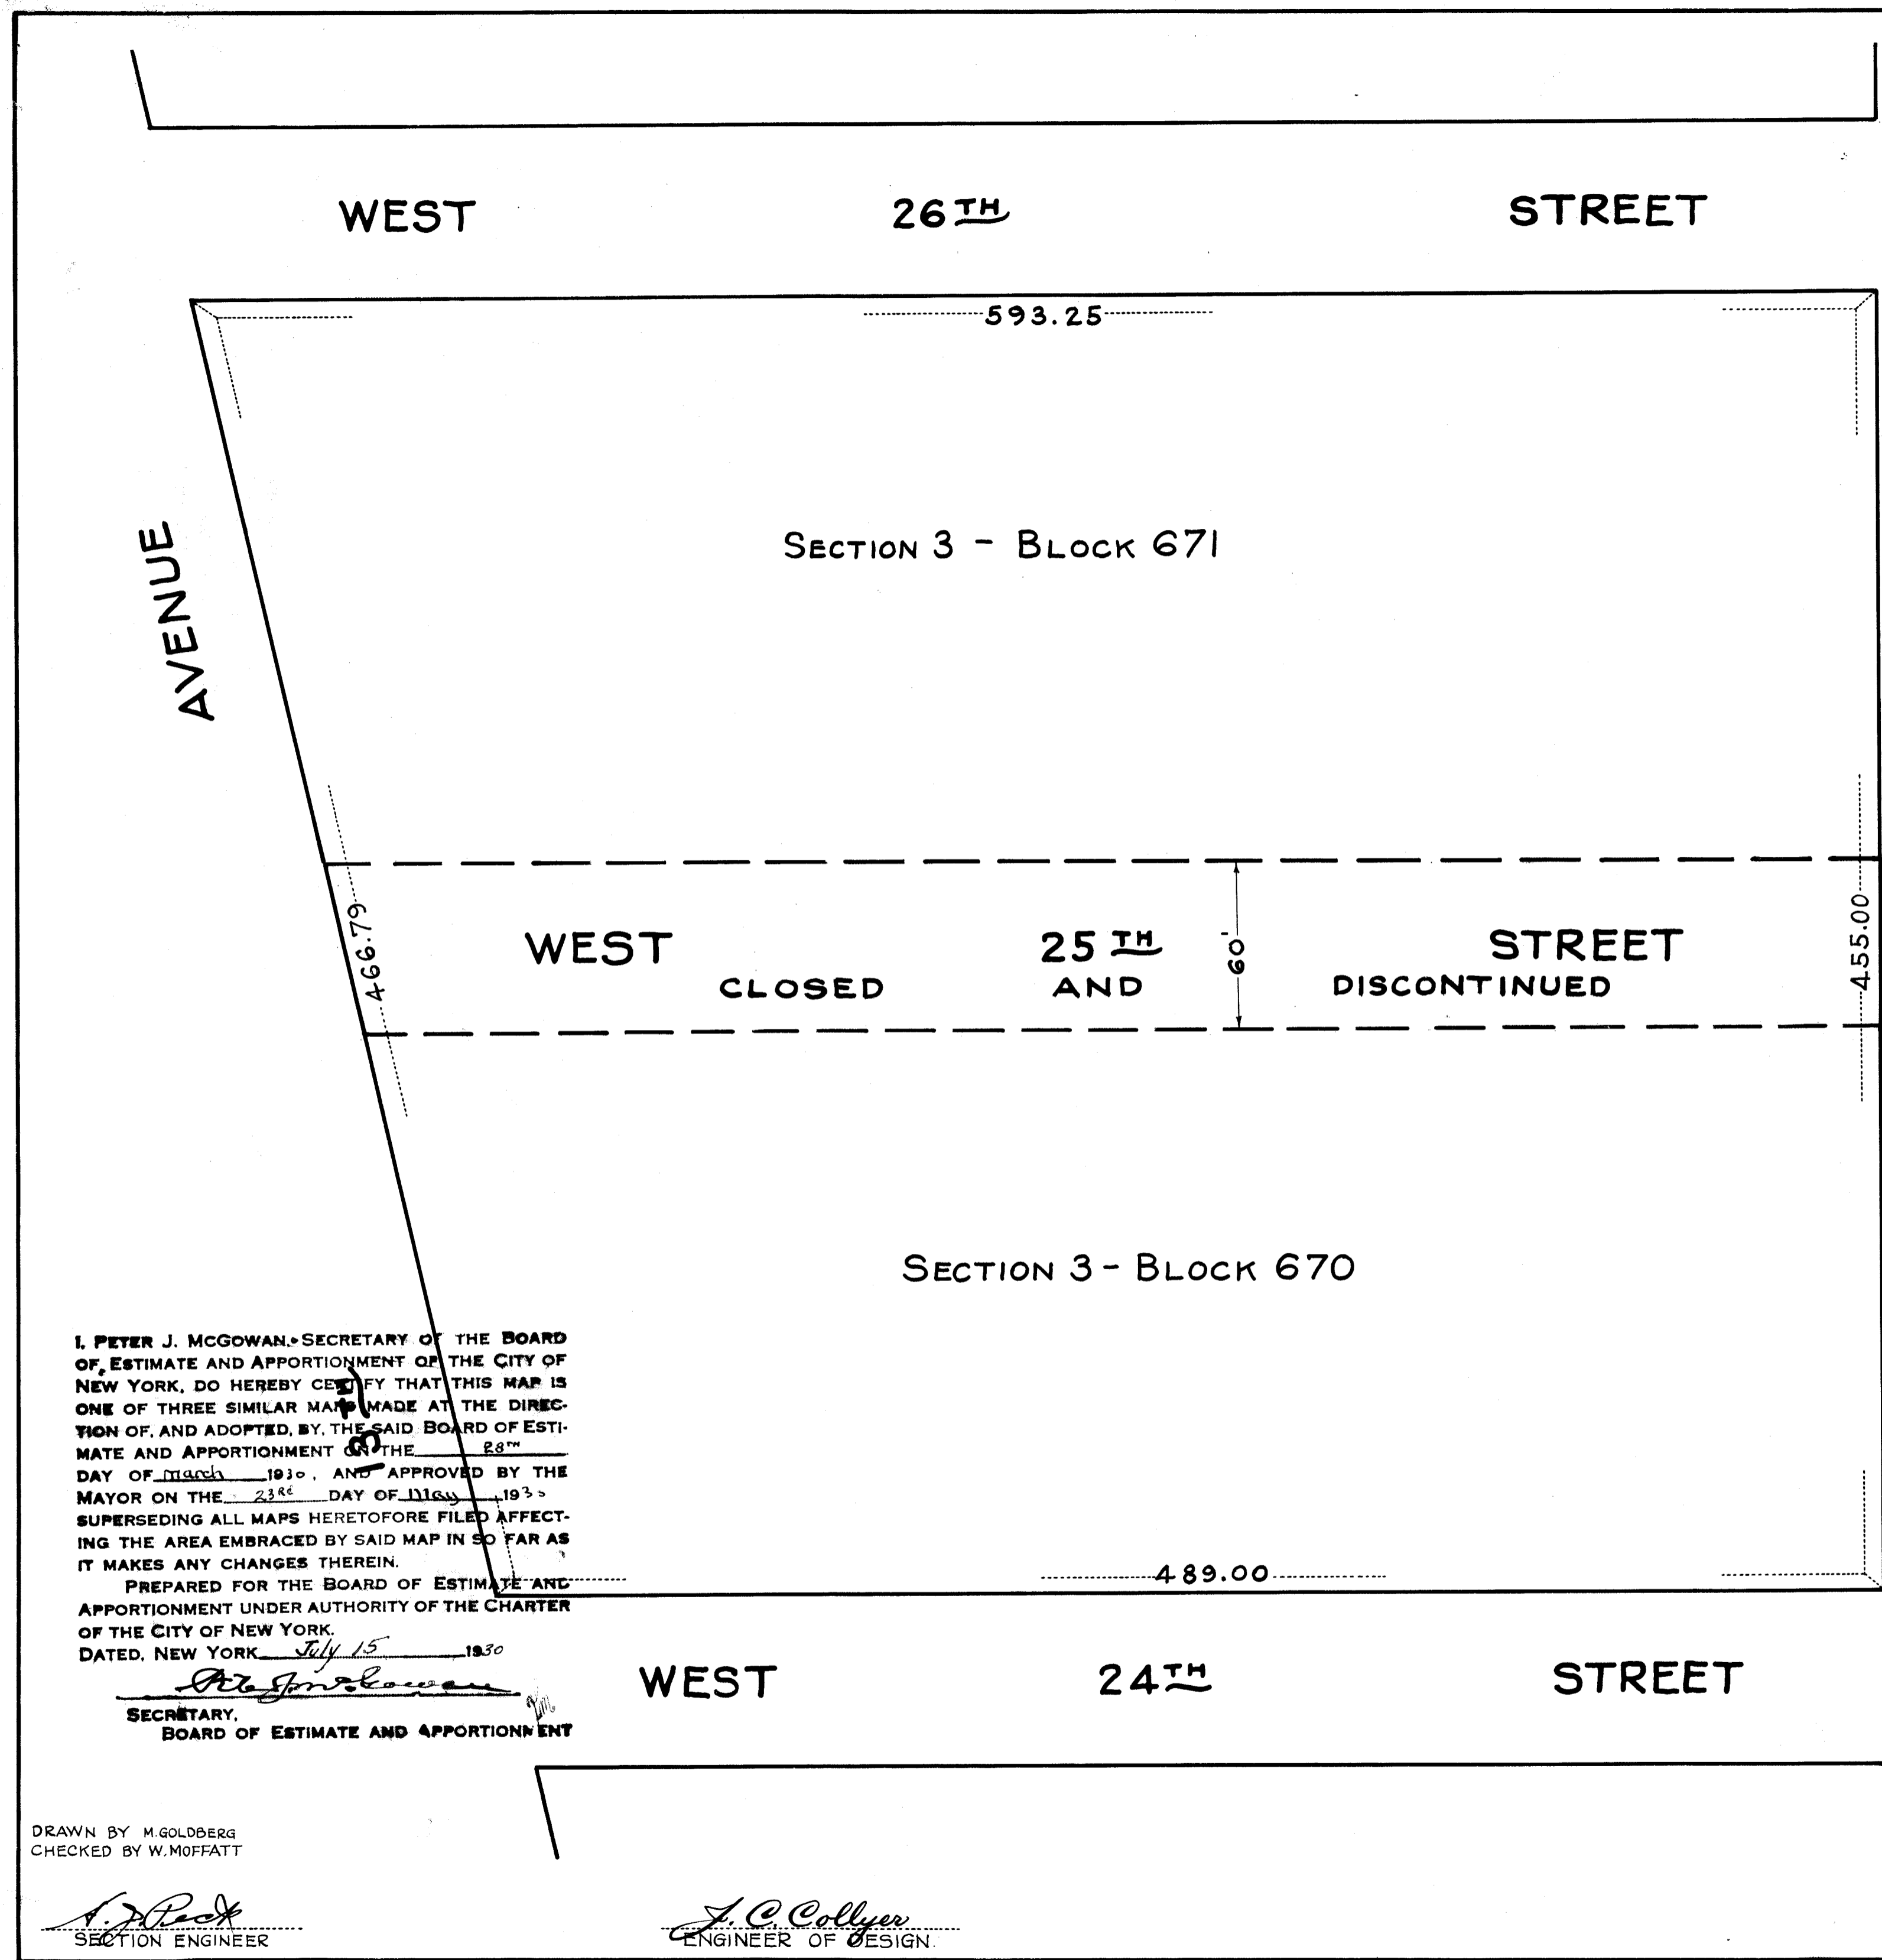 WEST 26TH STREET
593.25
SECTION 3 - BLOCK 671
AVENUE
466.79
WEST 25TH STREET
60'
455.00
CLOSED AND DISCONTINUED
SECTION 3 - BLOCK 670
13TH
I, PETER J. MCGOWAN, SECRETARY OF THE BOARD
OF ESTIMATE AND APPORTIONMENT OF THE CITY OF
NEW YORK, DO HEREBY CERTIFY THAT THIS MAP IS
ONE OF THREE SIMILAR MAPS MADE AT THE DIREC-
TION OF, AND ADOPTED, BY, THE SAID BOARD OF ESTI-
MATE AND APPORTIONMENT ON THE 28TH
DAY OF March 1930, AND APPROVED BY THE
MAYOR ON THE 23RD DAY OF May 1930
SUPERSEDING ALL MAPS HERETOFORE FILED AFFECT-
ING THE AREA EMBRACED BY SAID MAP IN SO FAR AS
IT MAKES ANY CHANGES THEREIN.
PREPARED FOR THE BOARD OF ESTIMATE AND
APPORTIONMENT UNDER AUTHORITY OF THE CHARTER
OF THE CITY OF NEW YORK.
DATED, NEW YORK July 15 1930
SECRETARY,
BOARD OF ESTIMATE AND APPORTIONMENT
489.00
WEST 24TH STREET
DRAWN BY M. GOLDBERG
CHECKED BY W. MOFFATT
A. J. Peck
SECTION ENGINEER
J. C. Collyer
ENGINEER OF DESIGN.